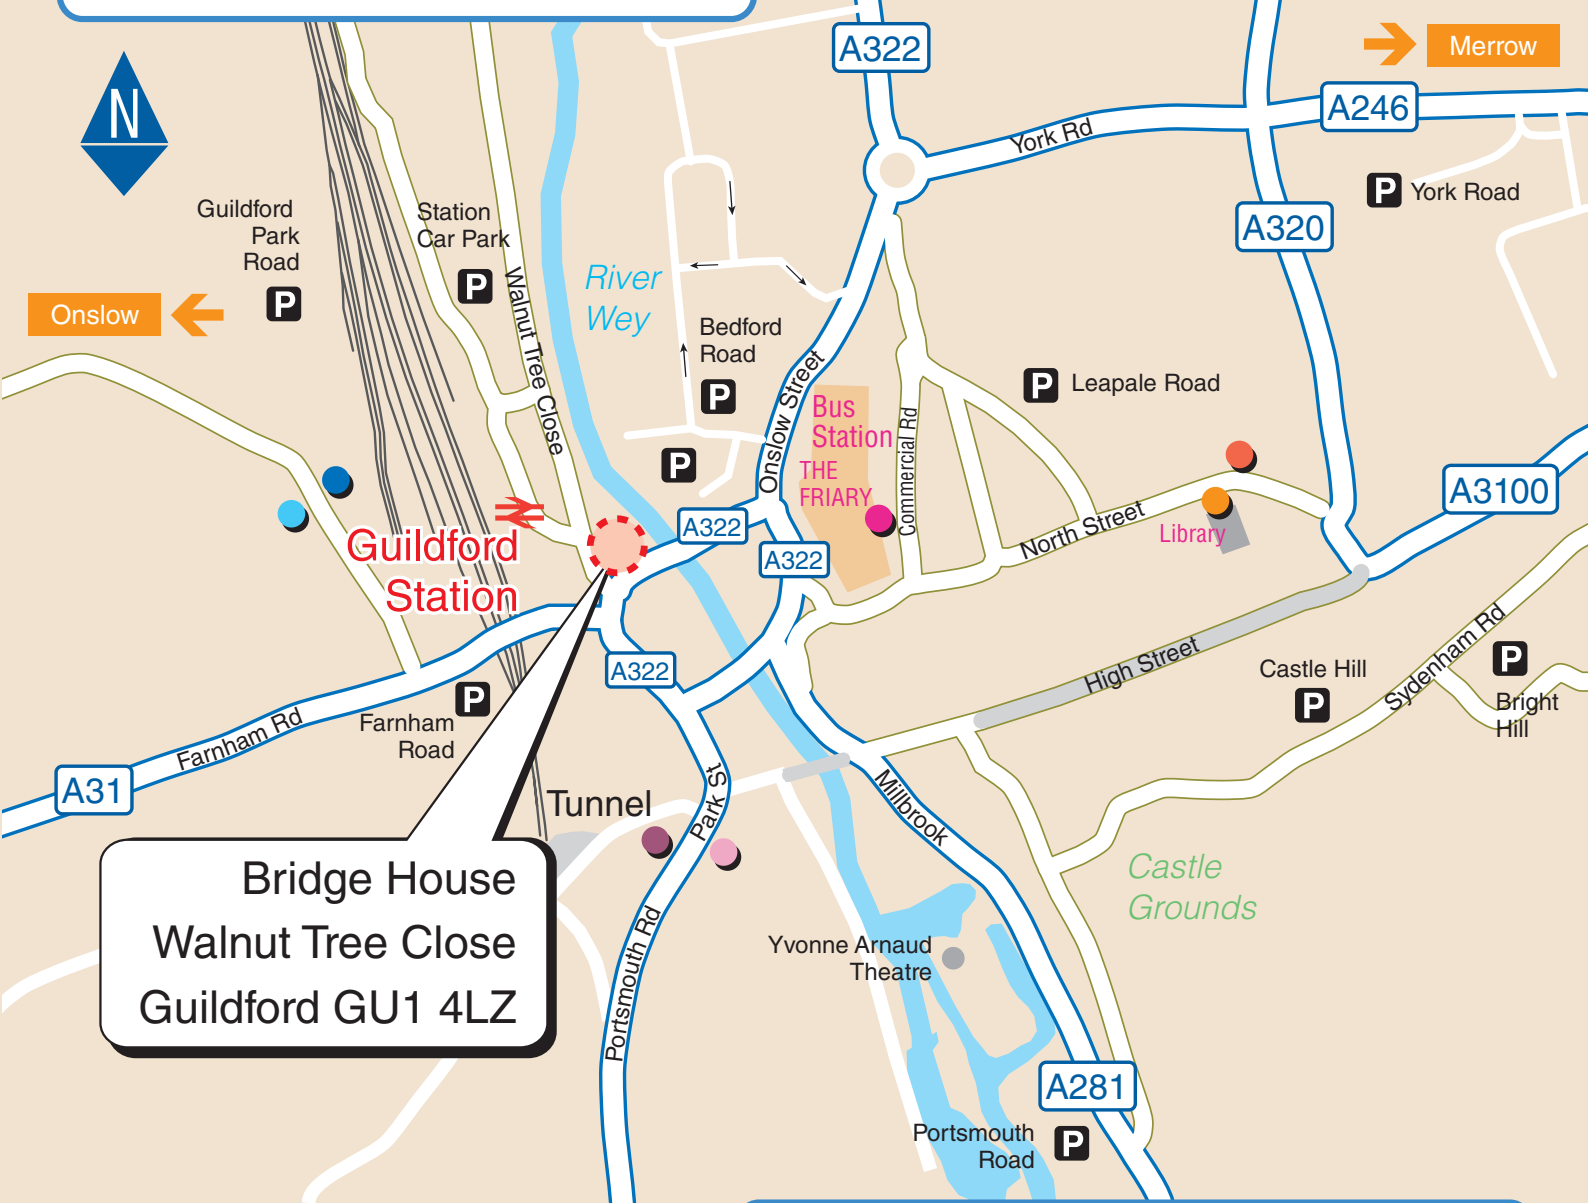 A322
Merrow
N
A246
York Rd
P
York Road
Guildford
Park
Road
P
Station
Car Park
P
A320
River
Wey
Onslow
Walnut Tree Close
Bedford
Road
P
Onslow Street
P
Leapale Road
Bus
Station
THE
FRIARY
Commercial Rd
P
A3100
North Street
Library
A322
A322
Guildford
Station
A322
High Street
Castle Hill
P
Sydenham Rd
P
Bright
Hill
P
Farnham
Road
Farnham Rd
A31
Tunnel
Park St
Millbrook
Bridge House
Walnut Tree Close
Guildford GU1 4LZ
Castle
Grounds
Yvonne Arnaud
Theatre
Portsmouth Rd
A281
Portsmouth
Road
P